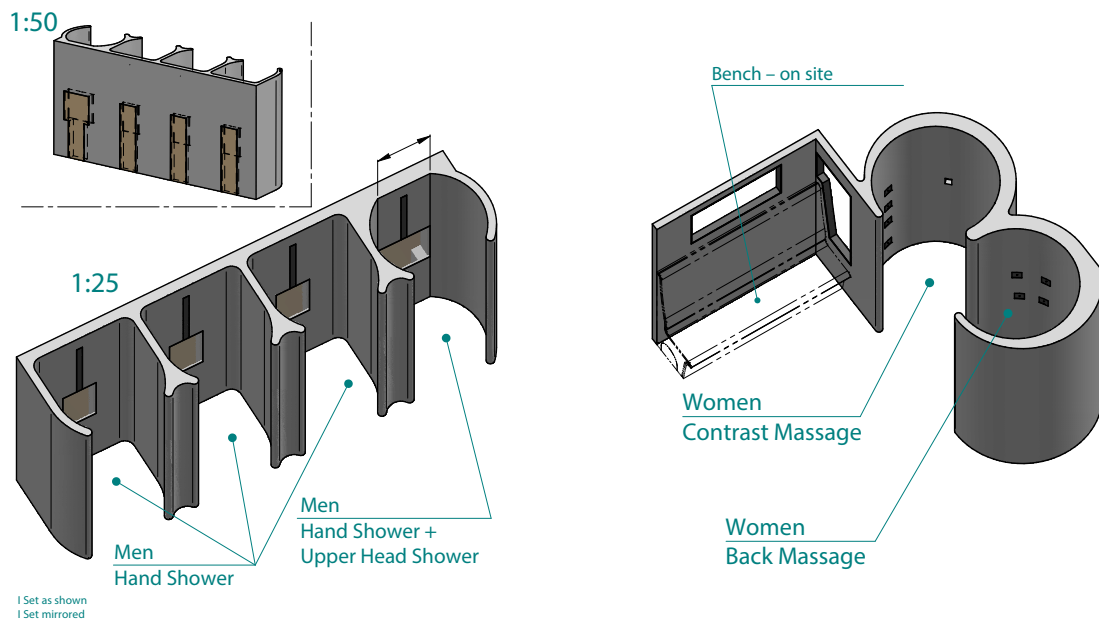 1:50
Bench – on site
1:25
Women
Contrast Massage
Men
Hand Shower +
Upper Head Shower
Women
Back Massage
Men
Hand Shower
I Set as shown
I Set mirrored